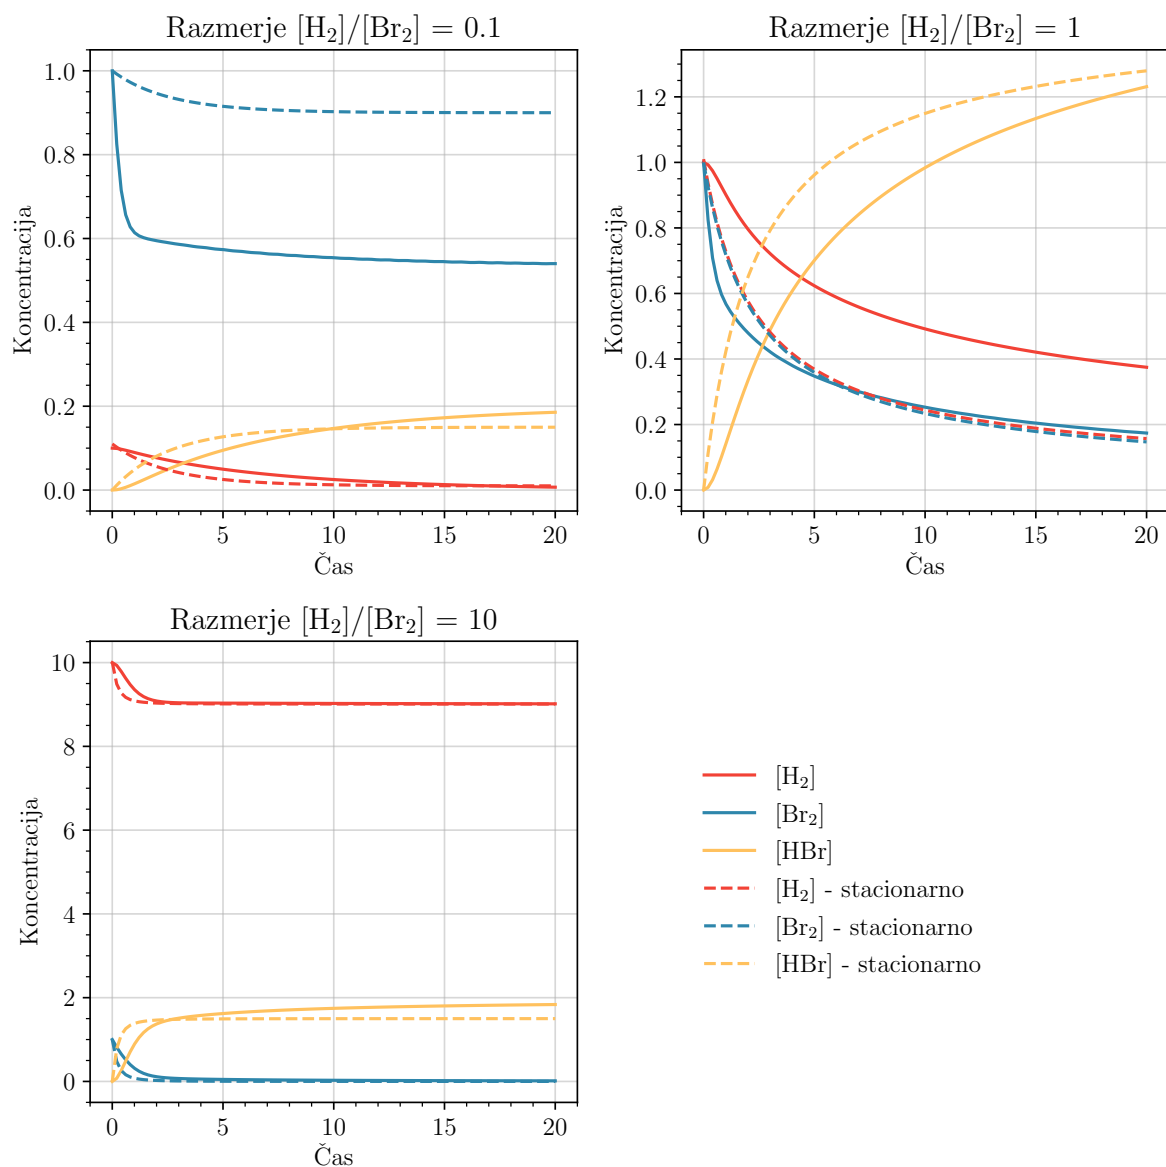 Razmerje [H₂]/[Br₂] = 0.1
Koncentracija
1.0
0.8
0.6
0.4
0.2
0.0
0 5 10 15 20
Čas
Razmerje [H₂]/[Br₂] = 1
Koncentracija
1.2
1.0
0.8
0.6
0.4
0.2
0.0
0 5 10 15 20
Čas
Razmerje [H₂]/[Br₂] = 10
Koncentracija
10
8
6
4
2
0
0 5 10 15 20
Čas
[H₂]
[Br₂]
[HBr]
[H₂] - stacionarno
[Br₂] - stacionarno
[HBr] - stacionarno